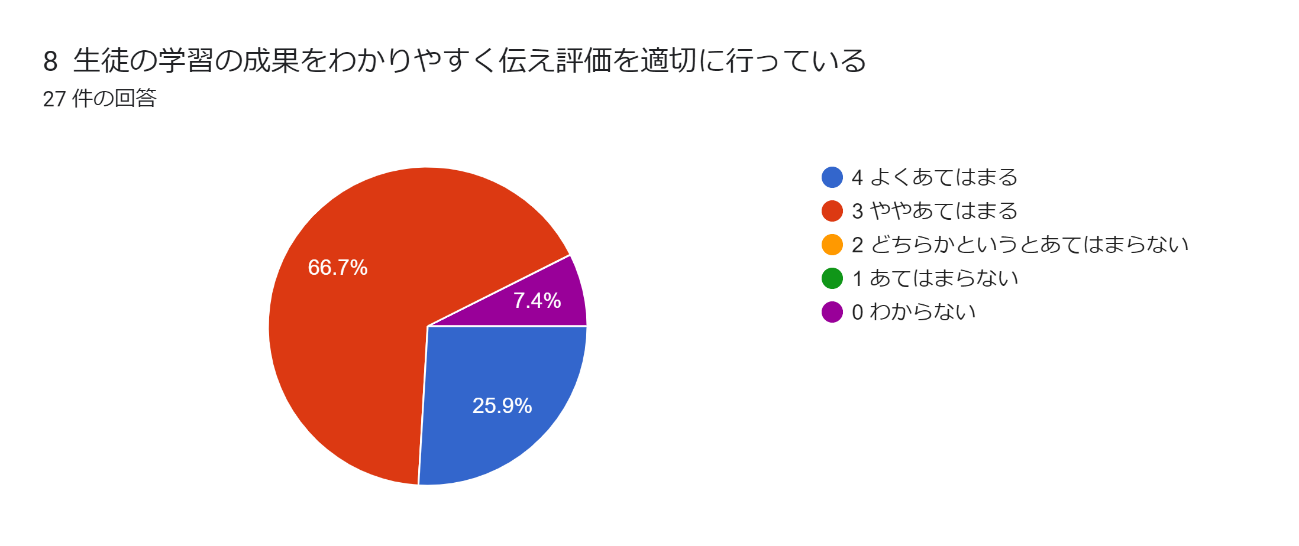 8 生徒の学習の成果をわかりやすく伝え評価を適切に行っている
27 件の回答
4 よくあてはまる
3 ややあてはまる
2 どちらかというとあてはまらない
1 あてはまらない
0 わからない
66.7%
7.4%
25.9%